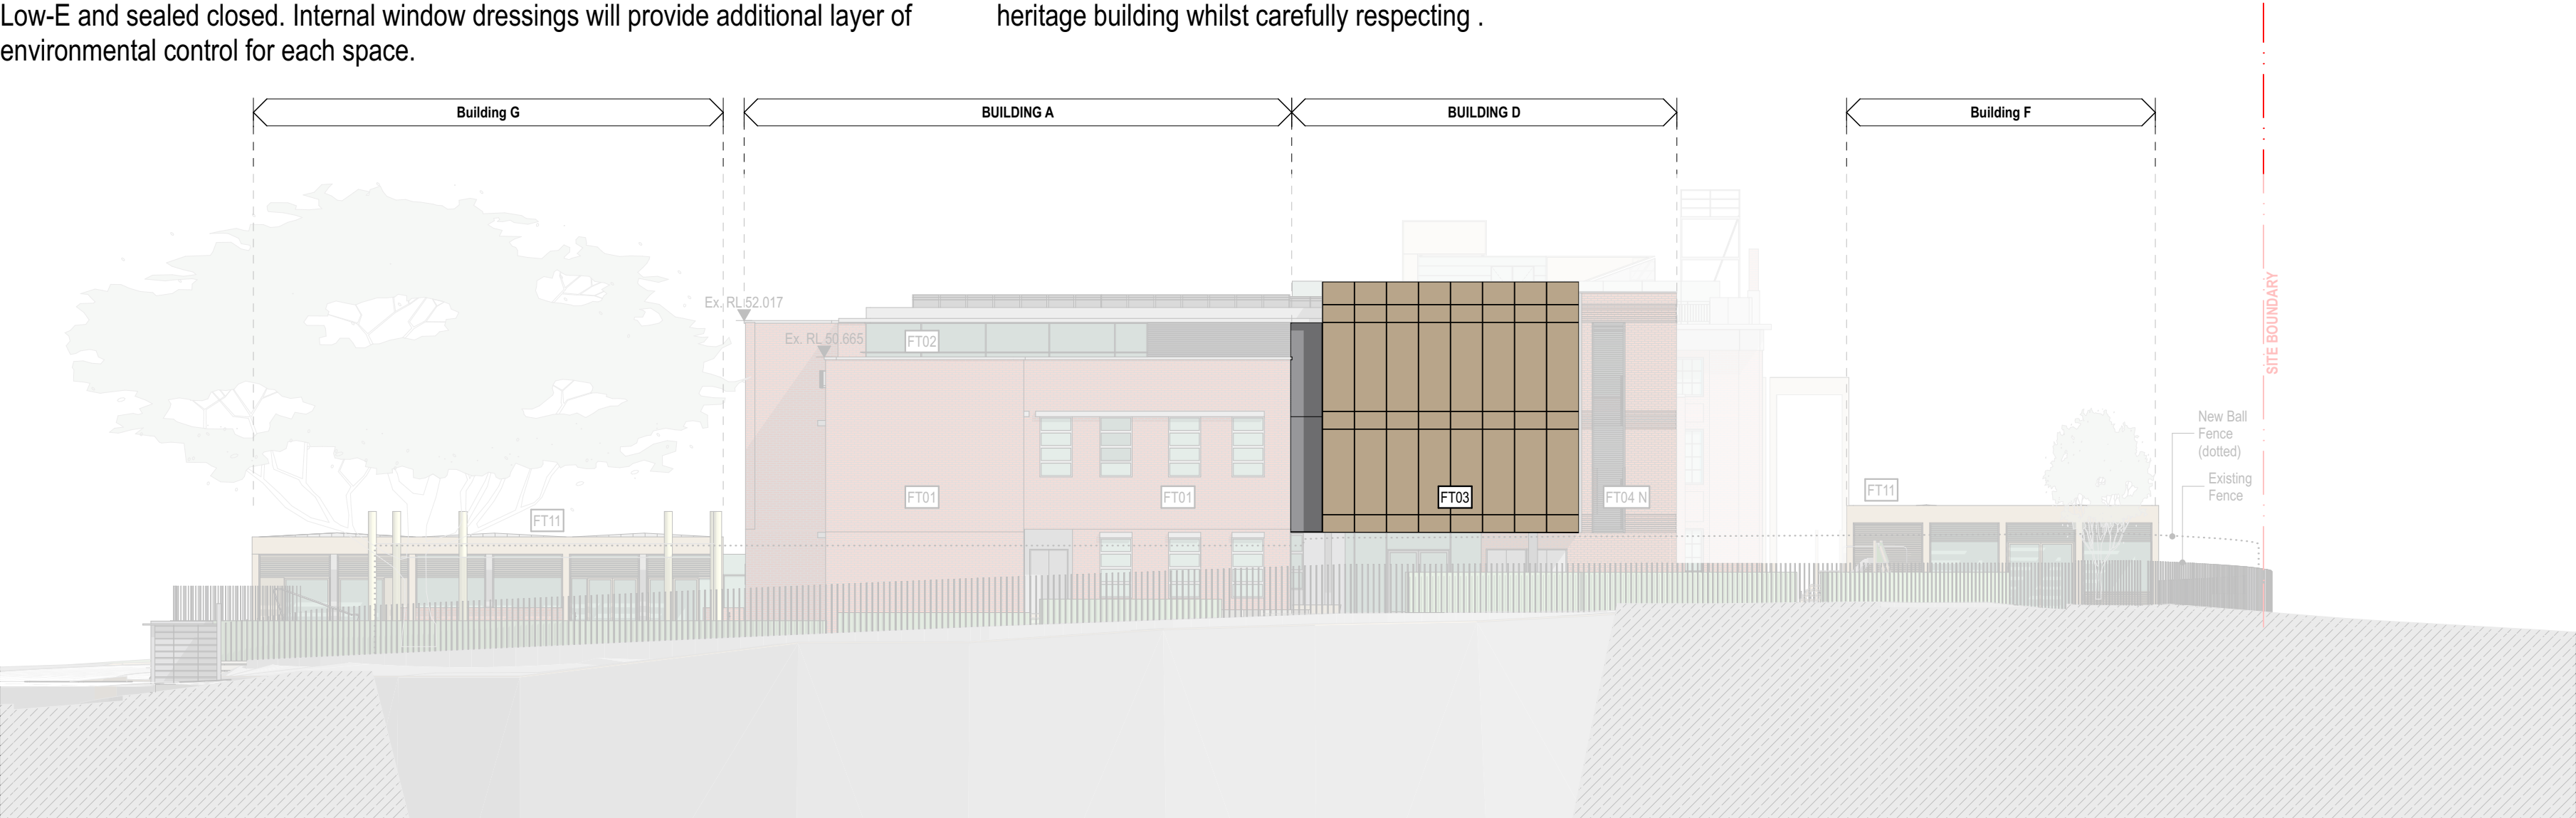 Low-E and sealed closed. Internal window dressings will provide additional layer of
environmental control for each space.
heritage building whilst carefully respecting .
Building G
BUILDING A
BUILDING D
Building F
Ex. RL 52.017
Ex. RL 50.665
FT02
FT01
FT01
FT03
FT04 N
FT11
FT11
New Ball
Fence
(dotted)
Existing
Fence
SITE BOUNDARY